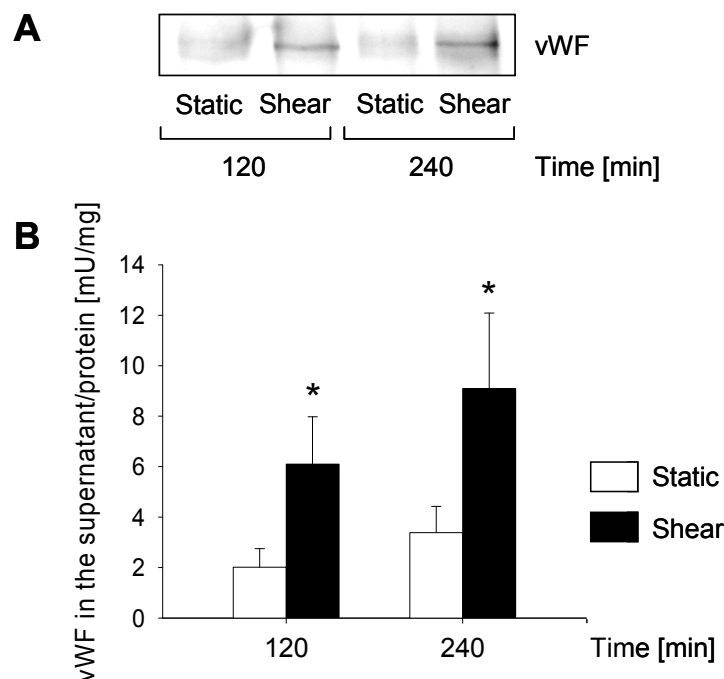 A
vWF
Static Shear Static Shear
120 240 Time [min]
B
vWF in the supernatant/protein [mU/mg]
14
12
10
8
6
4
2
0
*
*
120 240 Time [min]
Static
Shear